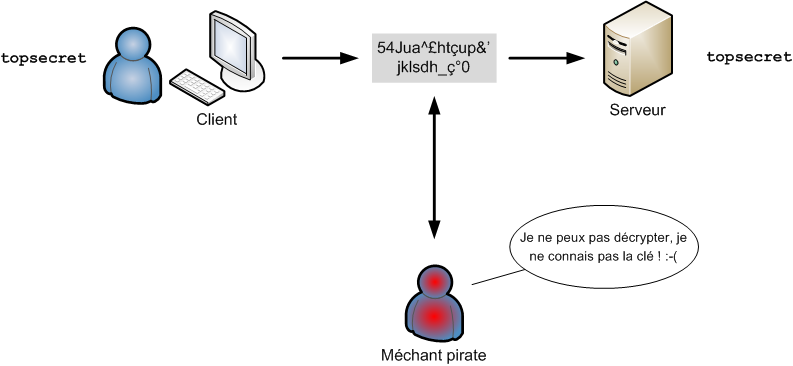 topsecret
54Jua^£htçup&'
jklsdh_ç°0
topsecret
Client
Serveur
Je ne peux pas décrypter, je
ne connais pas la clé ! :-(
Méchant pirate